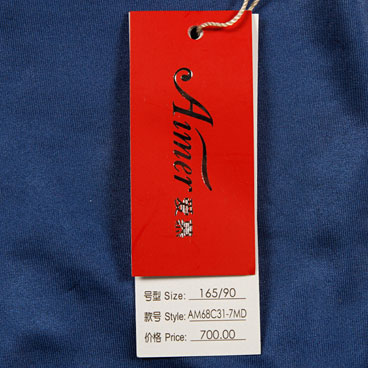 Aimer 爱慕
号型 Size: 165/90
款号 Style: AM68C31-7MD
价格 Price: 700.00